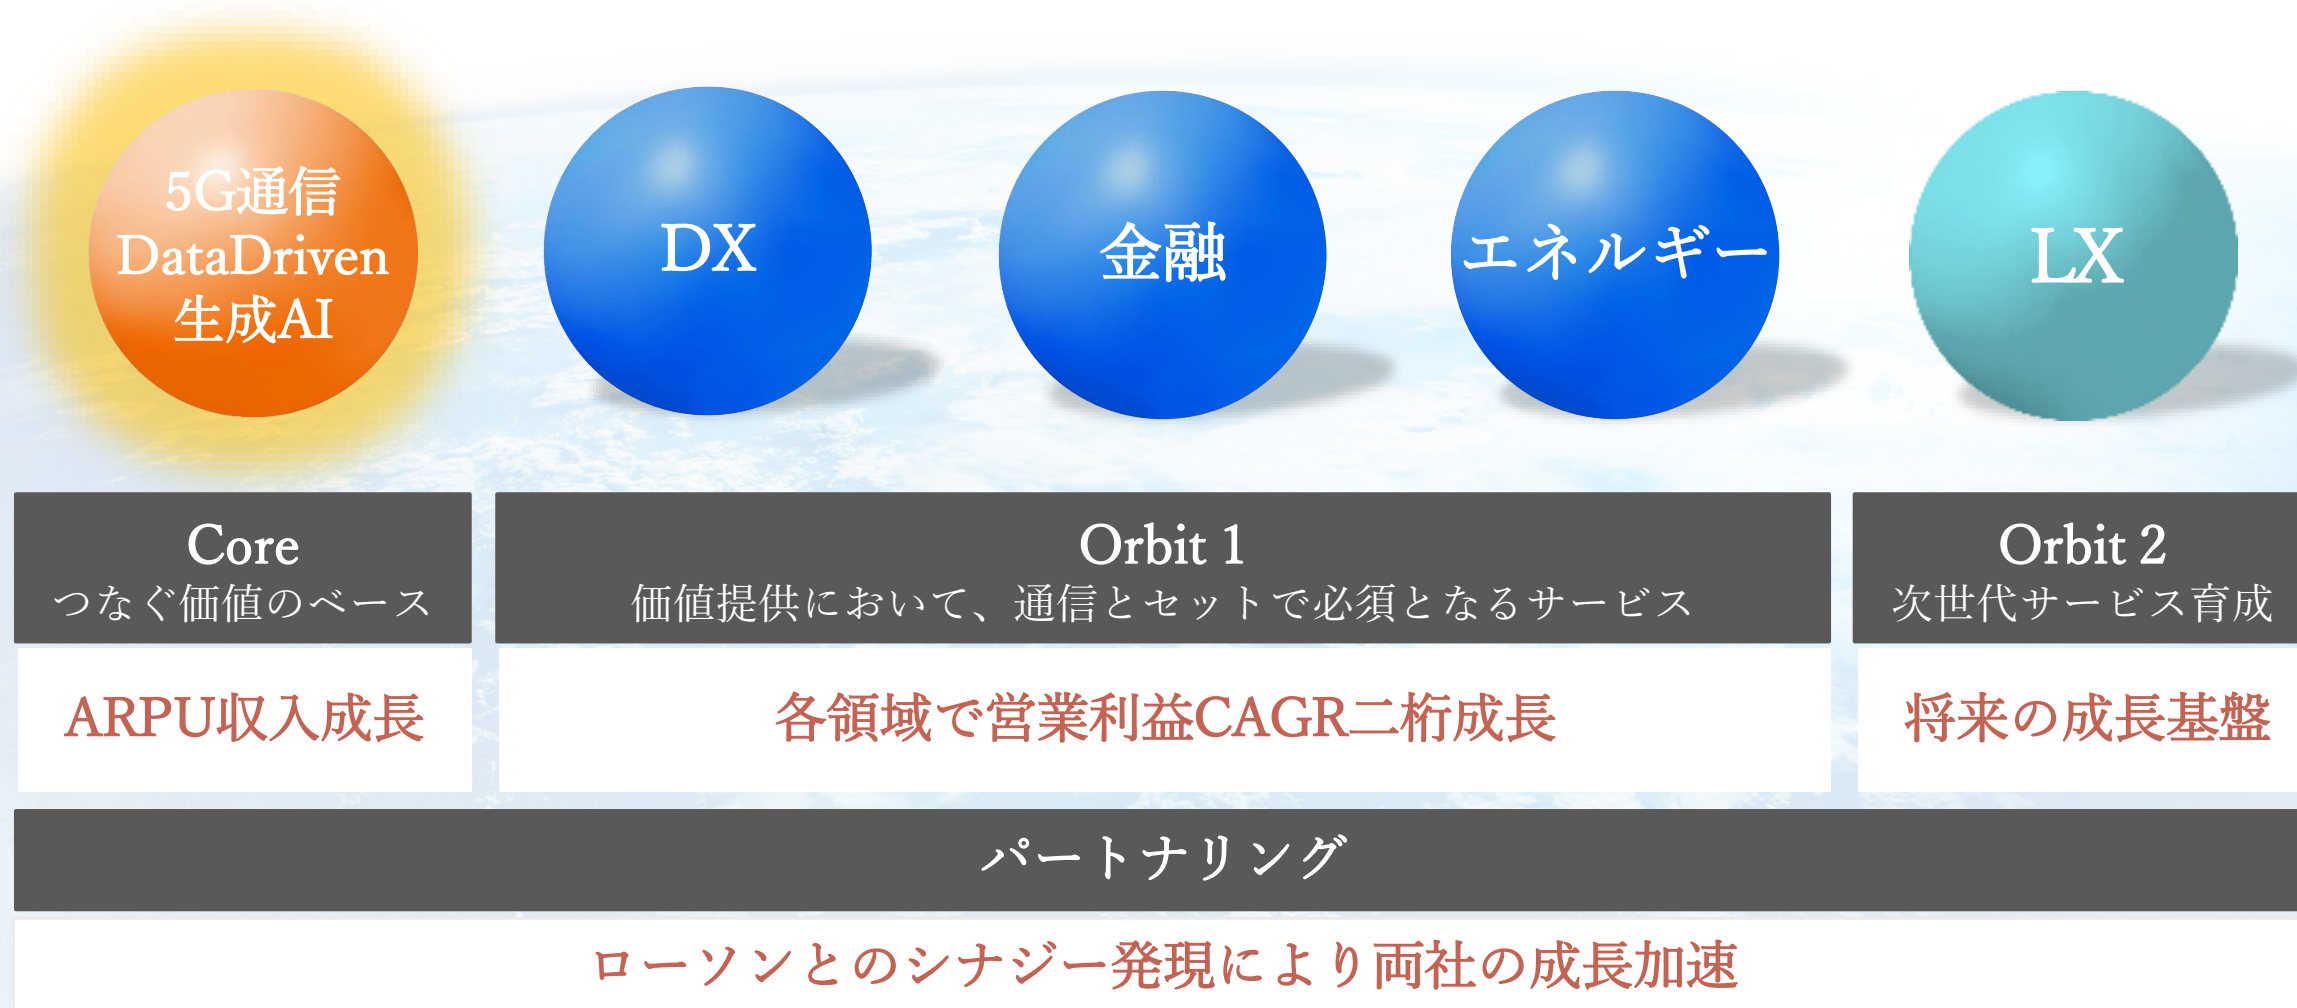 5G通信
DataDriven
生成AI
DX
金融
エネルギー
LX
Core
つなぐ価値のベース
Orbit 1
価値提供において、通信とセットで必須となるサービス
Orbit 2
次世代サービス育成
ARPU収入成長
各領域で営業利益CAGR二桁成長
将来の成長基盤
パートナリング
ローソンとのシナジー発現により両社の成長加速